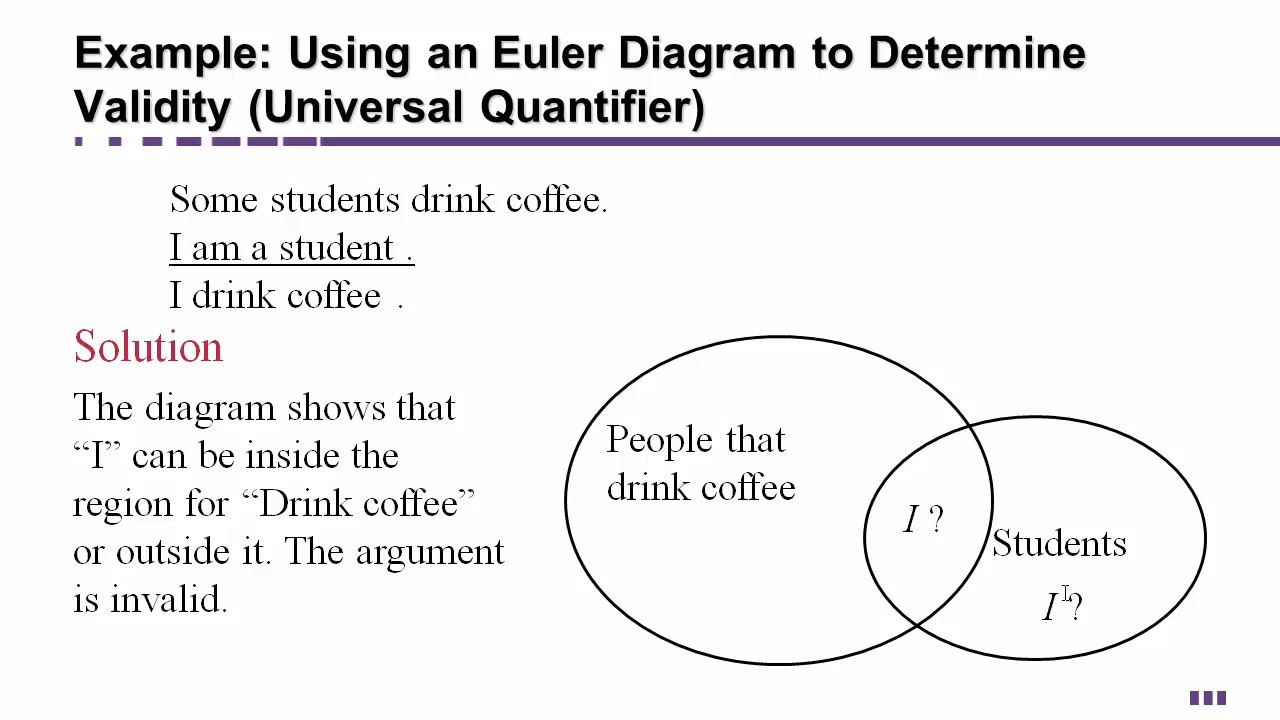 Example: Using an Euler Diagram to Determine
Validity (Universal Quantifier)
Some students drink coffee.
I am a student .
I drink coffee .
Solution
The diagram shows that
“I” can be inside the
region for “Drink coffee”
or outside it. The argument
is invalid.
People that
drink coffee
I ?
Students
I ?